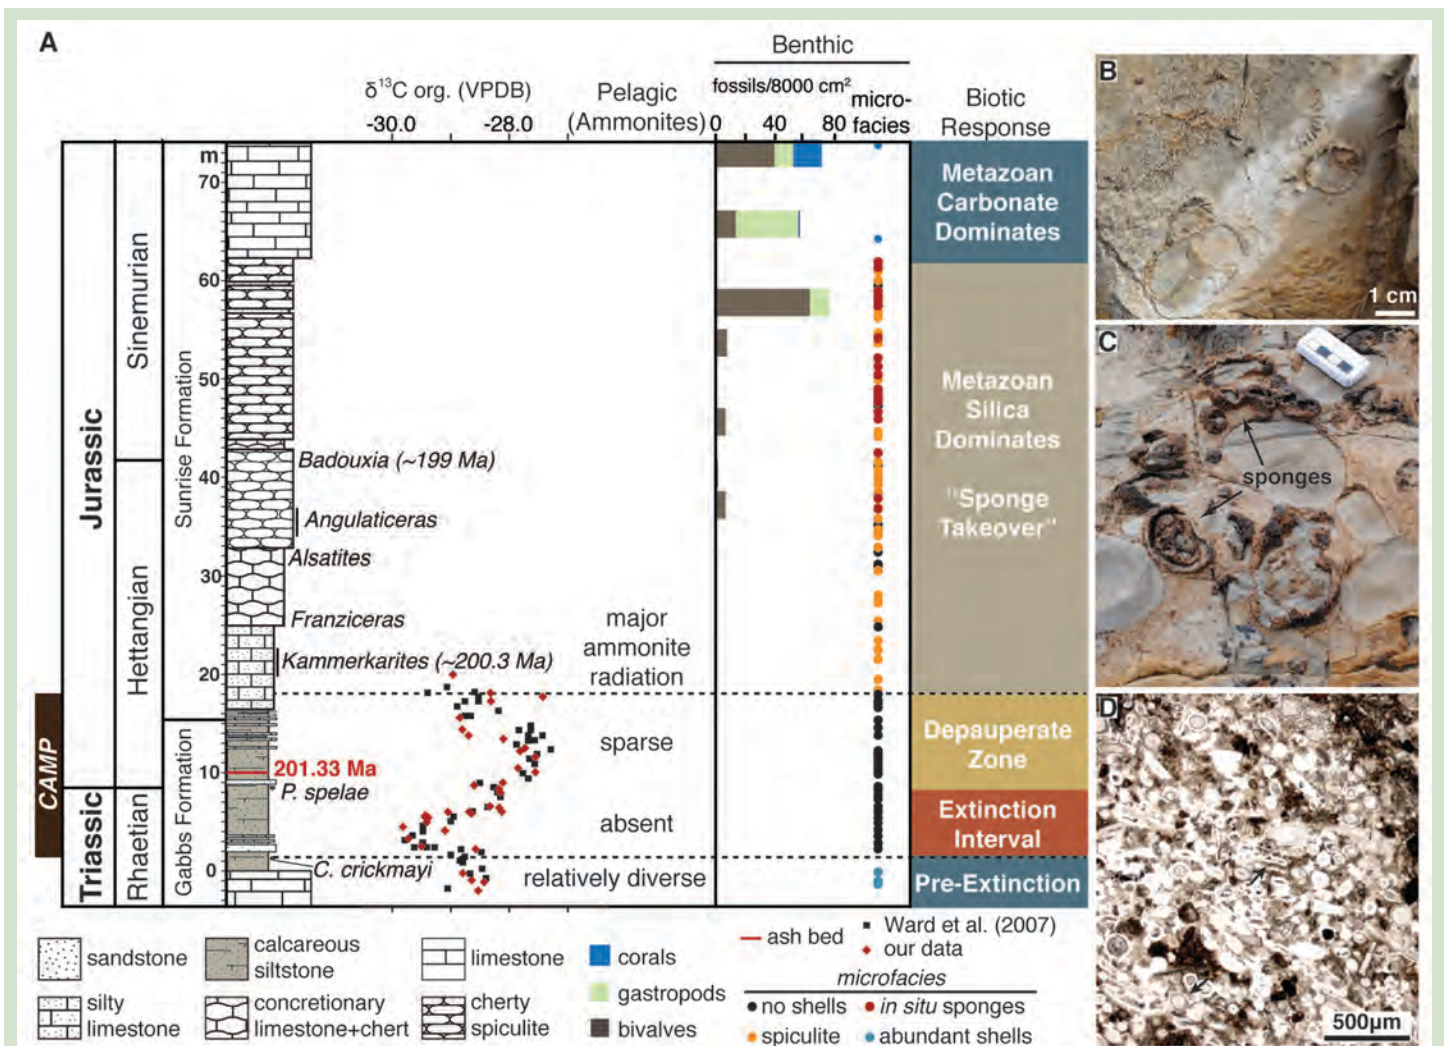 A
Benthic
δ¹³C org. (VPDB)
-30.0 -28.0
Pelagic
(Ammonites)
fossils/8000 cm²
0 40 80
micro-
facies
Biotic
Response
m
70
60
50
40
30
20
10
0
CAMP
Jurassic
Triassic
Sinemurian
Hettangian
Rhaetian
Sunrise Formation
Gabbs Formation
Badouxia (~199 Ma)
Angulaticeras
Alsatites
Franziceras
Kammerkarites (~200.3 Ma)
201.33 Ma
P. spelae
C. crickmayi
major
ammonite
radiation
sparse
absent
relatively diverse
Metazoan
Carbonate
Dominates
Metazoan
Silica
Dominates
"Sponge
Takeover"
Depauperate
Zone
Extinction
Interval
Pre-Extinction
sandstone
silty
limestone
calcareous
siltstone
concretionary
limestone+chert
limestone
cherty
spiculite
corals
gastropods
bivalves
ash bed
Ward et al. (2007)
our data
microfacies
no shells
in situ sponges
spiculite
abundant shells
B
1 cm
C
sponges
D
500µm